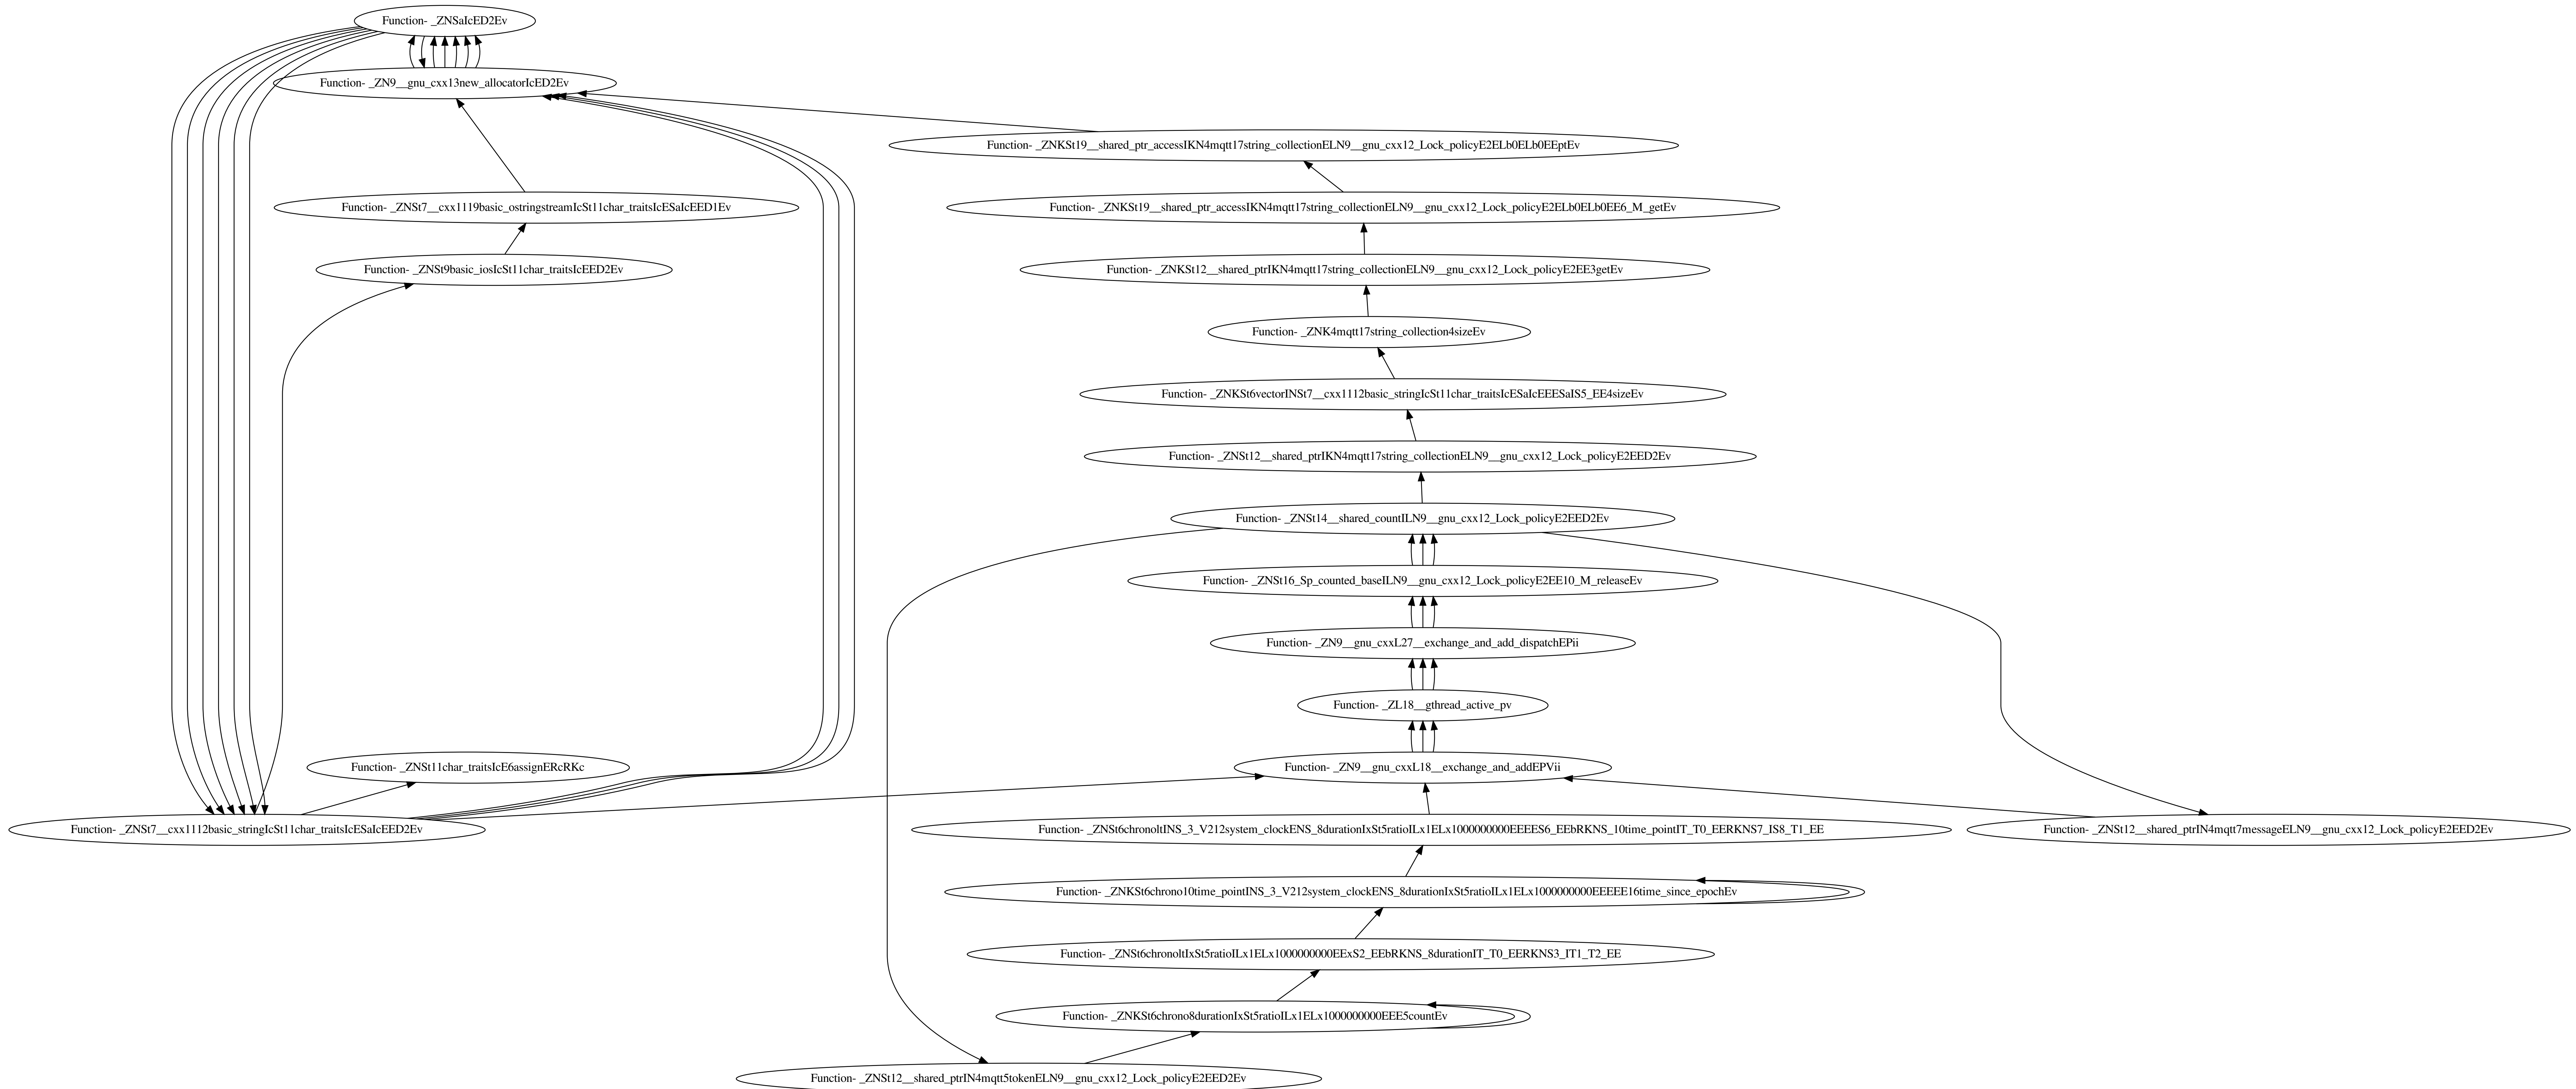 Function- _ZNSaIcED2Ev
Function- _ZN9__gnu_cxx13new_allocatorIcED2Ev
Function- _ZNKSt19__shared_ptr_accessIKN4mqtt17string_collectionELN9__gnu_cxx12_Lock_policyE2ELb0ELb0EEptEv
Function- _ZNSt7__cxx1119basic_ostringstreamIcSt11char_traitsIcESaIcEED1Ev
Function- _ZNKSt19__shared_ptr_accessIKN4mqtt17string_collectionELN9__gnu_cxx12_Lock_policyE2ELb0ELb0EE6_M_getEv
Function- _ZNSt9basic_iosIcSt11char_traitsIcEED2Ev
Function- _ZNKSt12__shared_ptrIKN4mqtt17string_collectionELN9__gnu_cxx12_Lock_policyE2EE3getEv
Function- _ZNK4mqtt17string_collection4sizeEv
Function- _ZNKSt6vectorINSt7__cxx1112basic_stringIcSt11char_traitsIcESaIcEEESaIS5_EE4sizeEv
Function- _ZNSt12__shared_ptrIKN4mqtt17string_collectionELN9__gnu_cxx12_Lock_policyE2EED2Ev
Function- _ZNSt14__shared_countILN9__gnu_cxx12_Lock_policyE2EED2Ev
Function- _ZNSt16_Sp_counted_baseILN9__gnu_cxx12_Lock_policyE2EE10_M_releaseEv
Function- _ZN9__gnu_cxxL27__exchange_and_add_dispatchEPii
Function- _ZL18__gthread_active_pv
Function- _ZNSt11char_traitsIcE6assignERcRKc
Function- _ZN9__gnu_cxxL18__exchange_and_addEPVii
Function- _ZNSt7__cxx1112basic_stringIcSt11char_traitsIcESaIcEED2Ev
Function- _ZNSt6chronoltINS_3_V212system_clockENS_8durationIxSt5ratioILx1ELx1000000000EEEES6_EEbRKNS_10time_pointIT_T0_EERKNS7_IS8_T1_EE
Function- _ZNSt12__shared_ptrIN4mqtt7messageELN9__gnu_cxx12_Lock_policyE2EED2Ev
Function- _ZNKSt6chrono10time_pointINS_3_V212system_clockENS_8durationIxSt5ratioILx1ELx1000000000EEEEE16time_since_epochEv
Function- _ZNSt6chronoltIxSt5ratioILx1ELx1000000000EExS2_EEbRKNS_8durationIT_T0_EERKNS3_IT1_T2_EE
Function- _ZNKSt6chrono8durationIxSt5ratioILx1ELx1000000000EEE5countEv
Function- _ZNSt12__shared_ptrIN4mqtt5tokenELN9__gnu_cxx12_Lock_policyE2EED2Ev